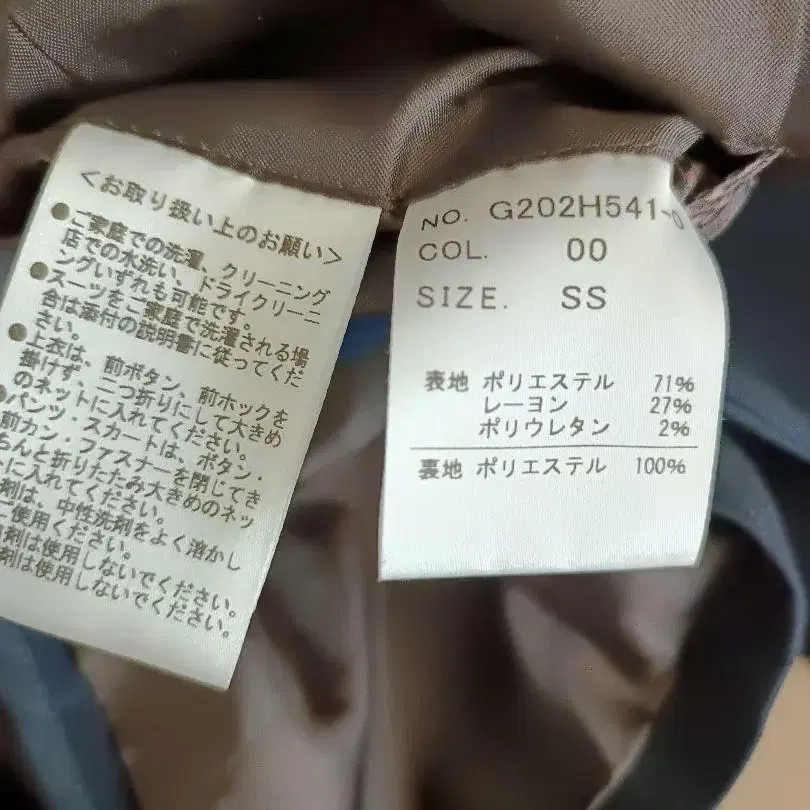 <お取り扱い上のお願い>
●ご家庭での洗濯、クリーニング
店での水洗い、ドライクリーニ
ングいずれも可能です。
●スーツをご家庭で洗濯される場
合は添付の説明書に従ってくだ
さい。
●上衣は、前ボタン、前ホックを
掛けず、二つ折りにして大きめ
のネットに入れてください。
●パンツ・スカートは、ボタン・
前カン・ファスナーを閉じてき
ちんと折りたたみ大きめのネッ
トに入れてください。
剤は、中性洗剤をよく溶かし
ご使用ください。
剤は使用しないでください。
剤は使用しないでください。
NO. G202H541-0
COL. 00
SIZE. SS
表地 ポリエステル 71%
レーヨン 27%
ポリウレタン 2%
裏地 ポリエステル 100%